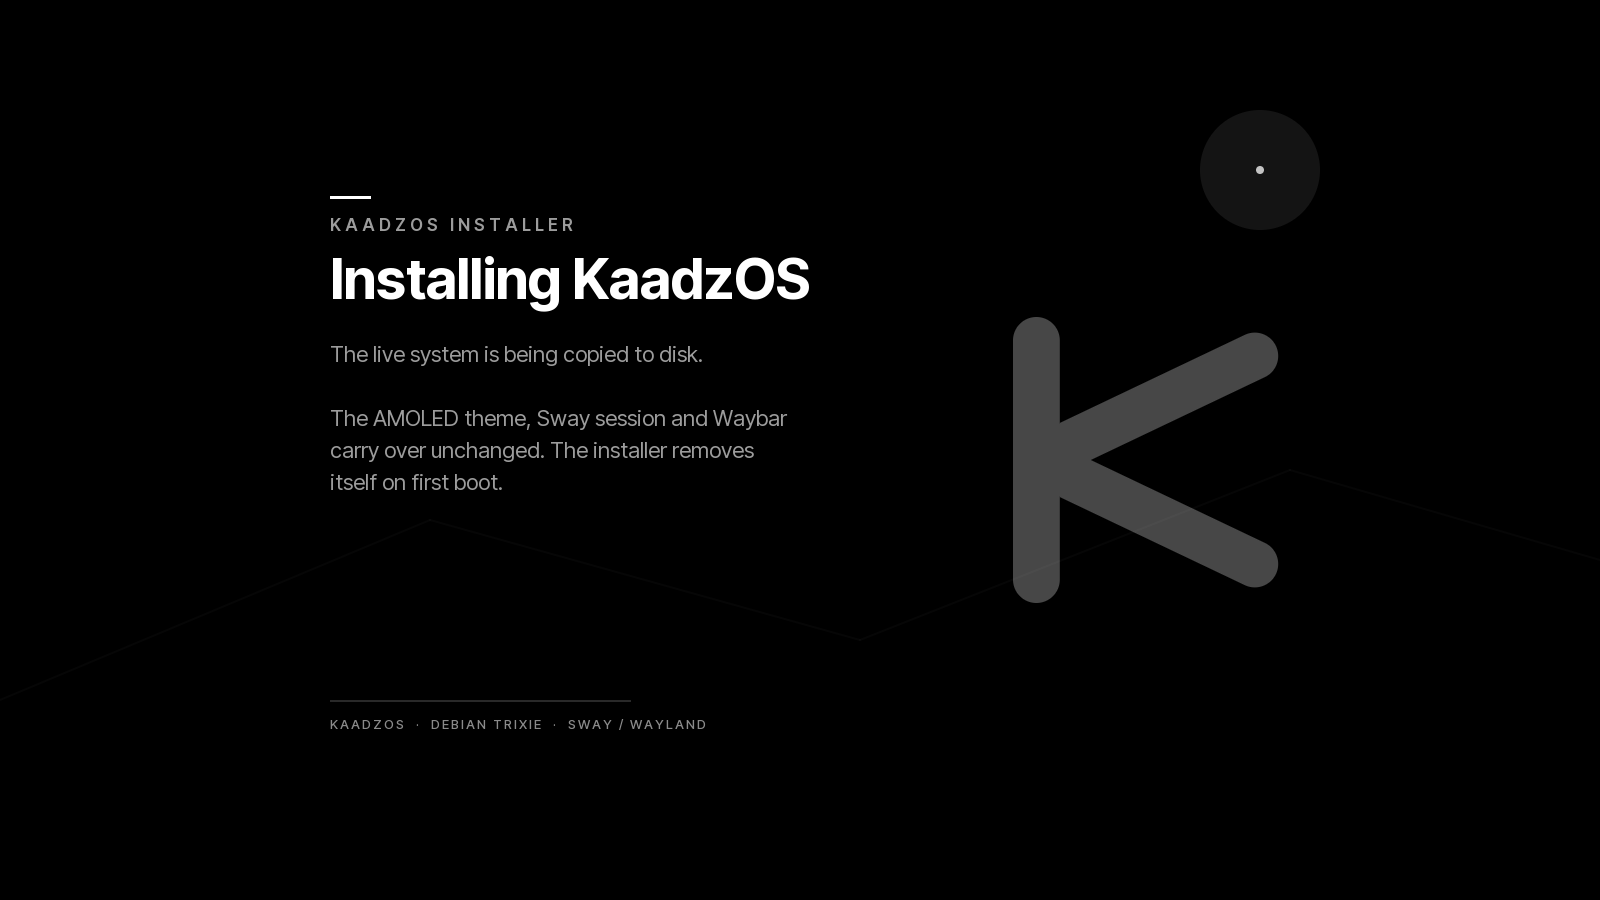 KAADZOS INSTALLER
Installing KaadzOS
The live system is being copied to disk.
The AMOLED theme, Sway session and Waybar
carry over unchanged. The installer removes
itself on first boot.
KAADZOS · DEBIAN TRIXIE · SWAY / WAYLAND